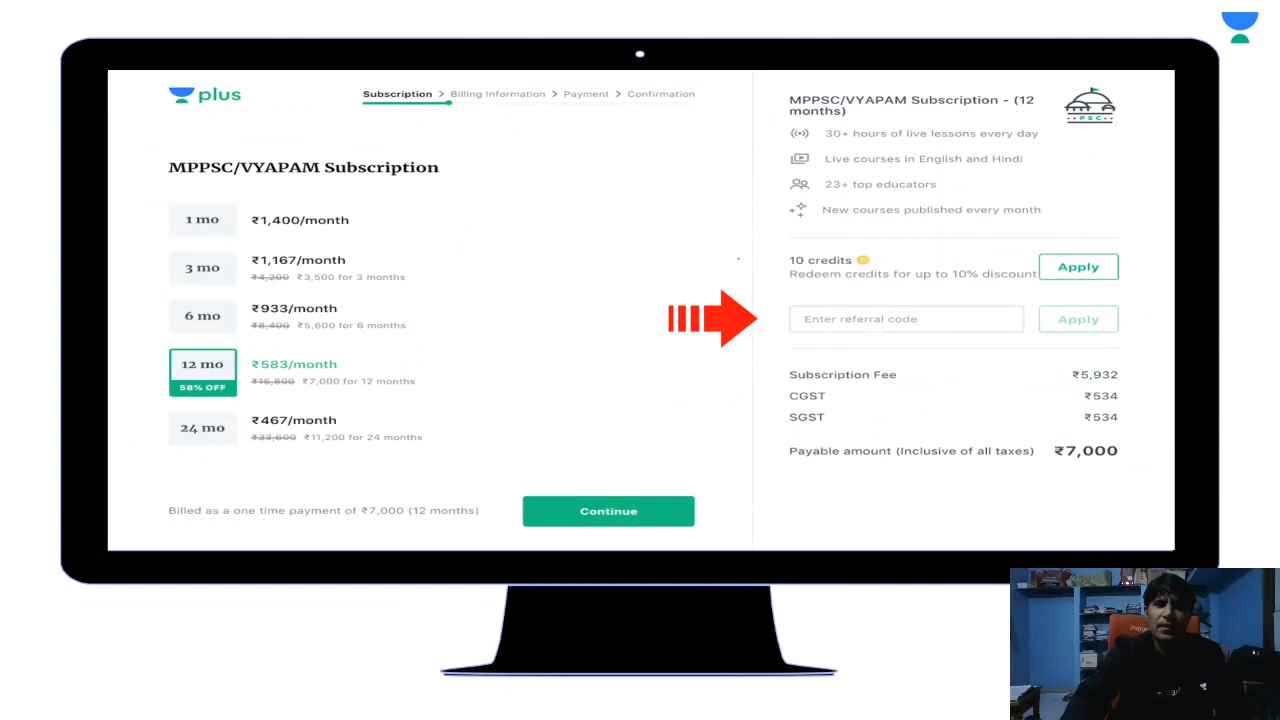 plus
Subscription > Billing Information > Payment > Confirmation
MPPSC/VYAPAM Subscription
1 mo ₹1,400/month
3 mo ₹1,167/month
₹4,200 ₹3,500 for 3 months
6 mo ₹933/month
₹8,400 ₹5,600 for 6 months
12 mo ₹583/month
58% OFF ₹16,800 ₹7,000 for 12 months
24 mo ₹467/month
₹33,600 ₹11,200 for 24 months
Billed as a one time payment of ₹7,000 (12 months)
Continue
MPPSC/VYAPAM Subscription - (12
months)
PSC
30+ hours of live lessons every day
Live courses in English and Hindi
23+ top educators
New courses published every month
10 credits
Redeem credits for up to 10% discount
Apply
Enter referral code
Apply
Subscription Fee ₹5,932
CGST ₹534
SGST ₹534
Payable amount (Inclusive of all taxes) ₹7,000